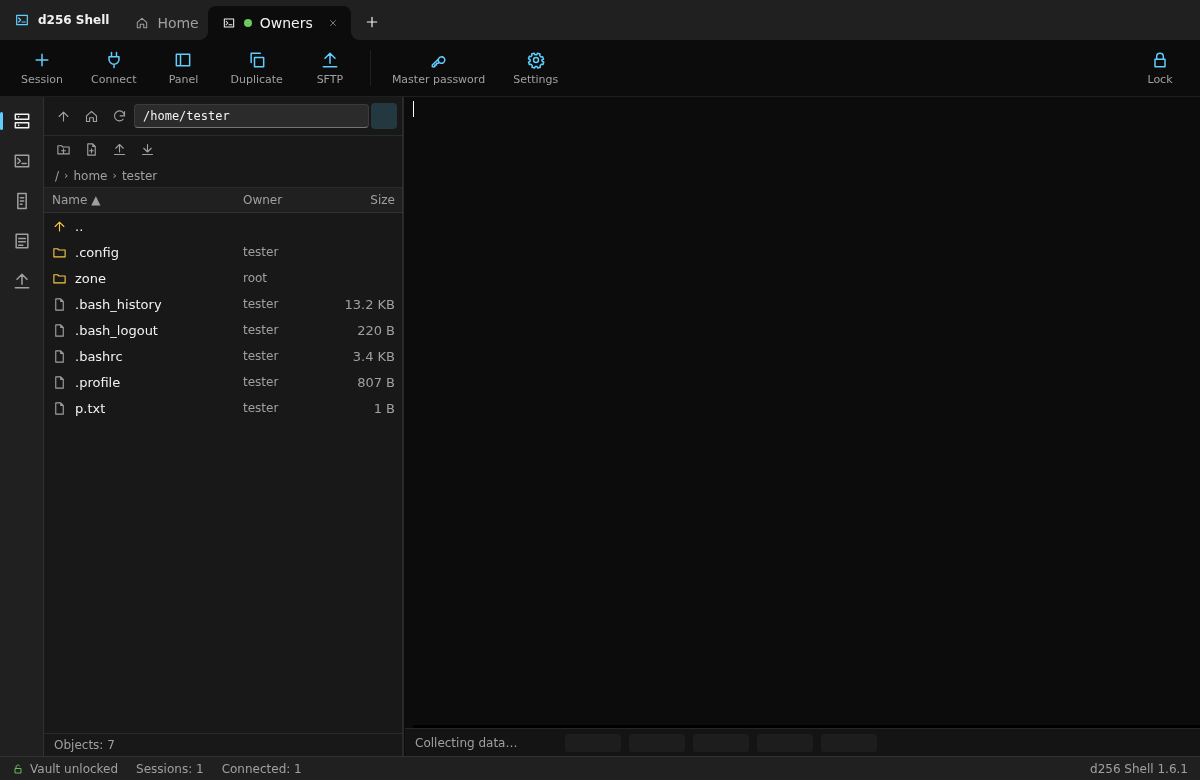 d256 Shell
Home
Owners
Session
Connect
Panel
Duplicate
SFTP
Master password
Settings
Lock
/home/tester
/ › home › tester
Name ▲ Owner Size
..
.config tester
zone root
.bash_history tester 13.2 KB
.bash_logout tester 220 B
.bashrc tester 3.4 KB
.profile tester 807 B
p.txt tester 1 B
Objects: 7
Collecting data…
Vault unlocked Sessions: 1 Connected: 1 d256 Shell 1.6.1